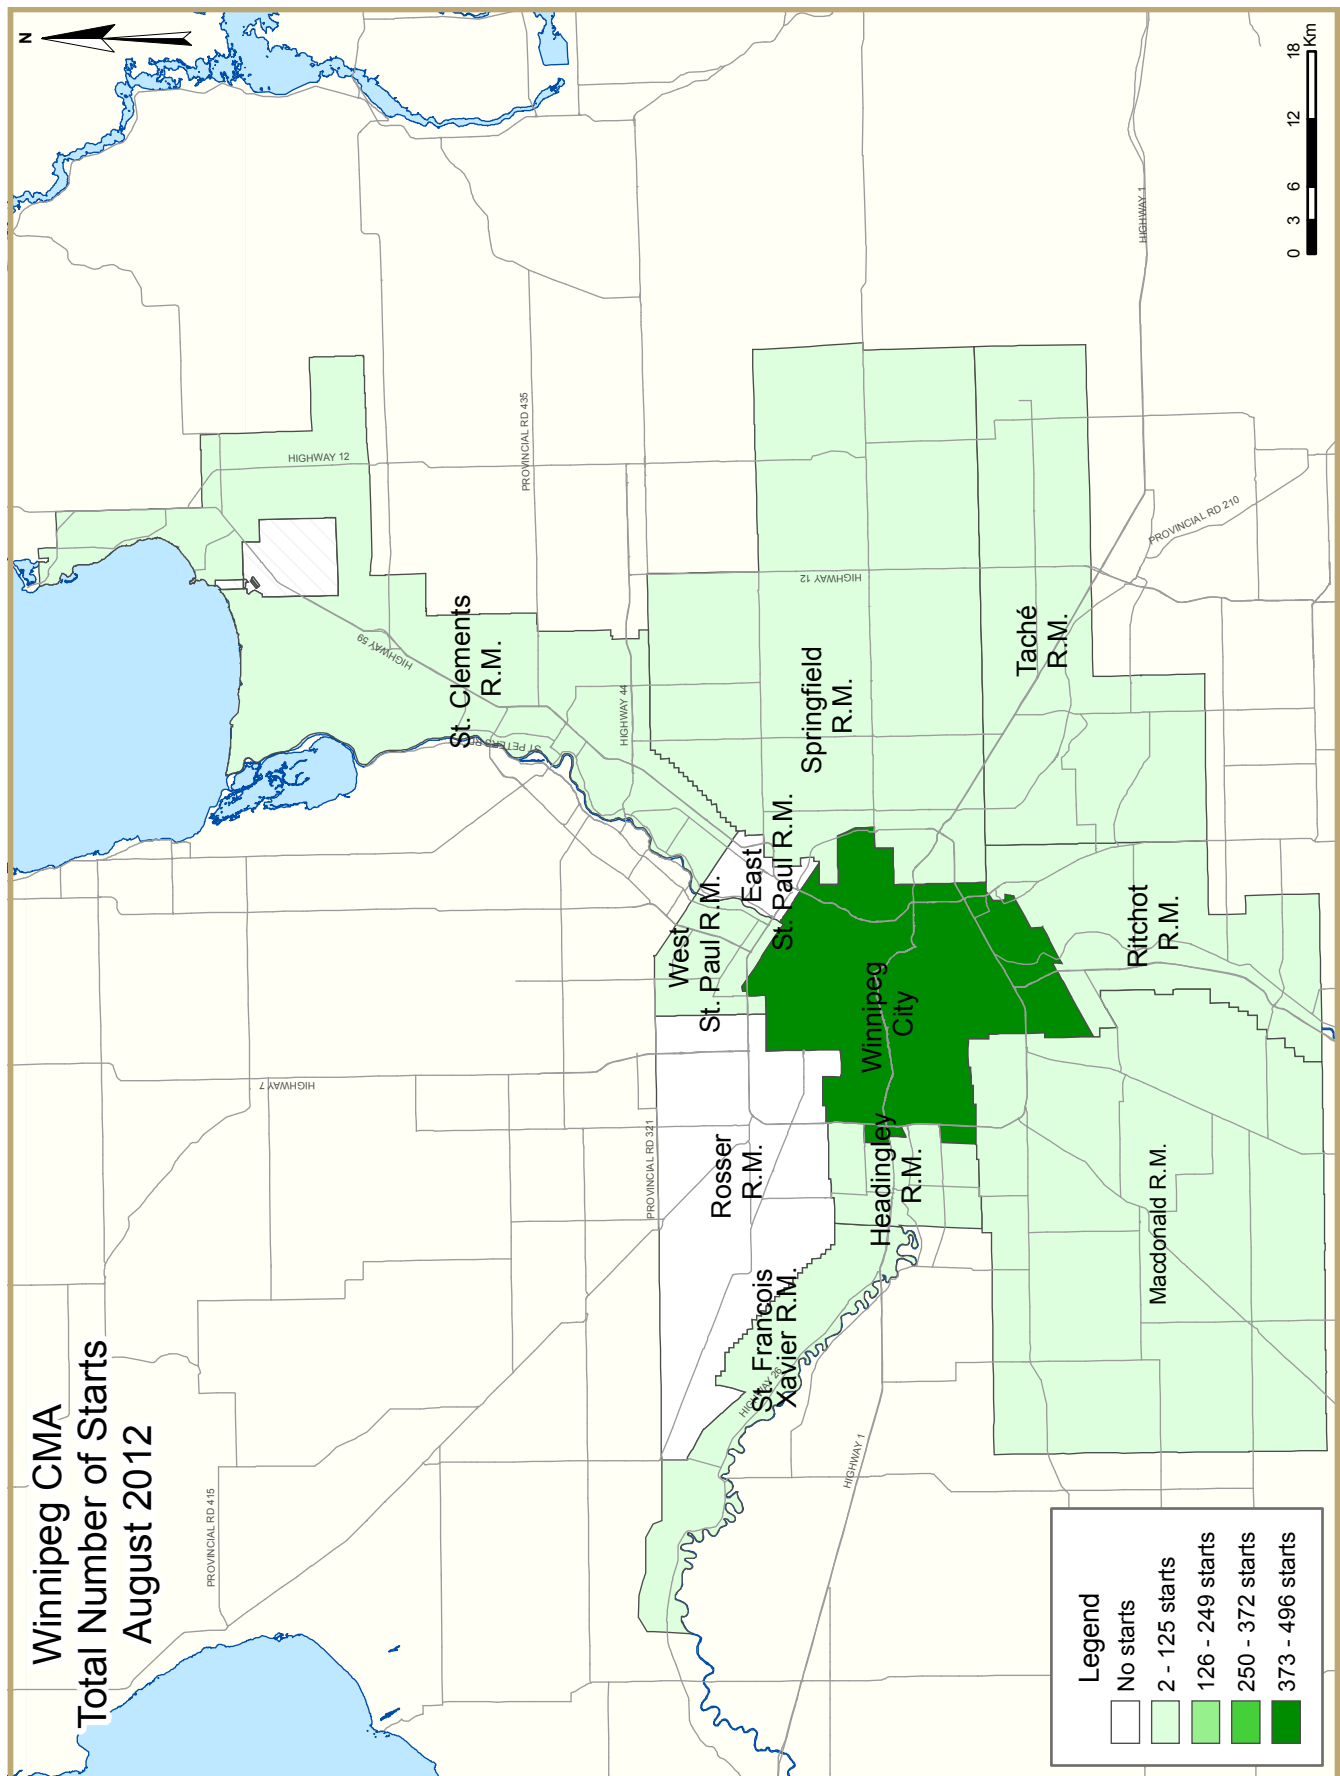 Winnipeg CMA
Total Number of Starts
August 2012
N
HIGHWAY 12
PROVINCIAL RD 435
HIGHWAY 59
St. Clements
R.M.
ST PETERS RD
HIGHWAY 44
HIGHWAY 7
PROVINCIAL RD 321
PROVINCIAL RD 415
West
St. Paul R.M.
East
St. Paul R.M.
Springfield
R.M.
HIGHWAY 12
HIGHWAY 1
PROVINCIAL RD 210
Taché
R.M.
Rosser
R.M.
Winnipeg
City
Headingley
R.M.
St. Francois
Xavier R.M.
HIGHWAY 26
HIGHWAY 1
Ritchot
R.M.
Macdonald R.M.
Legend
No starts
2 - 125 starts
126 - 249 starts
250 - 372 starts
373 - 496 starts
0 3 6 12 18
Km